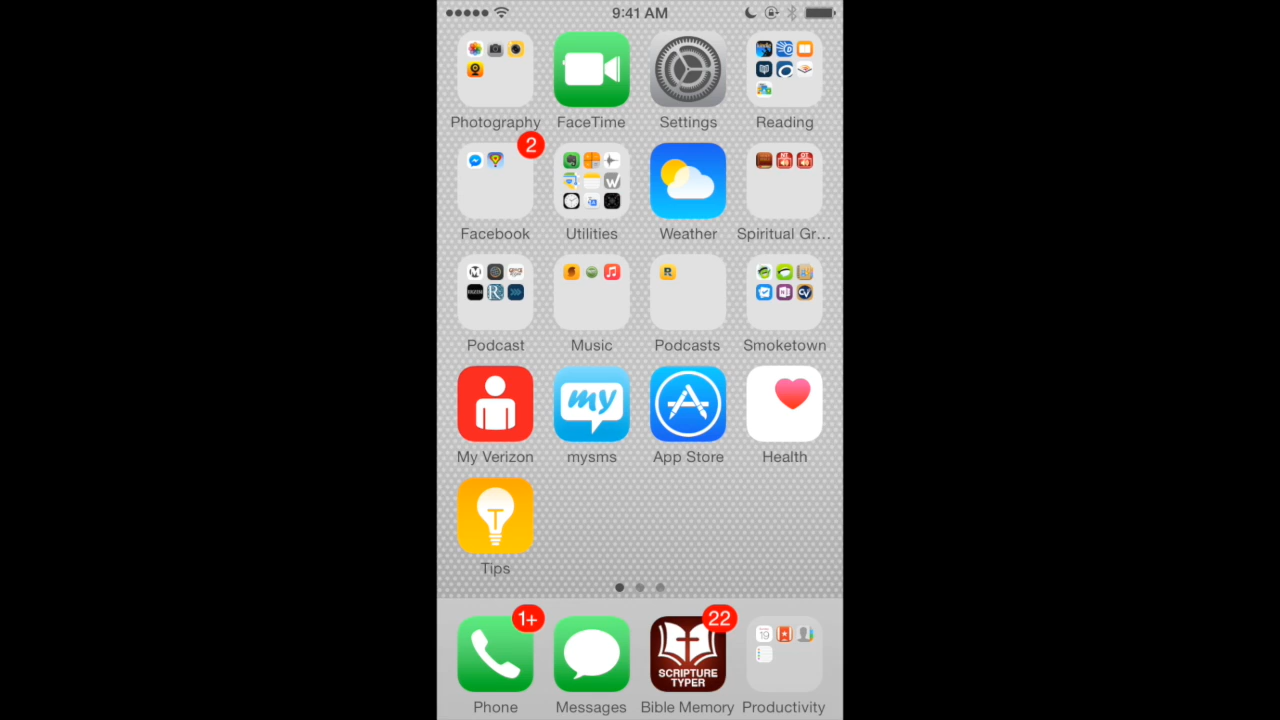 9:41 AM
Photography FaceTime Settings Reading
2
Facebook Utilities Weather Spiritual Gr...
R
Podcast Music Podcasts Smoketown
my
My Verizon mysms App Store Health
T
Tips
1+ 22
SCRIPTURE
TYPER
19
Phone Messages Bible Memory Productivity